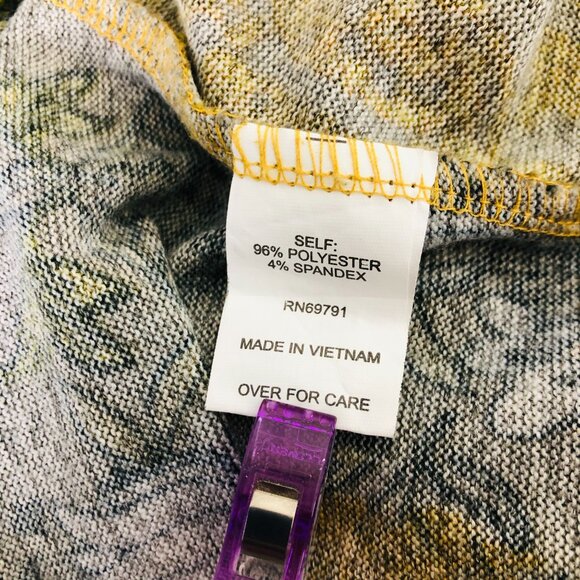 SELF:
96% POLYESTER
4% SPANDEX
RN69791
MADE IN VIETNAM
OVER FOR CARE